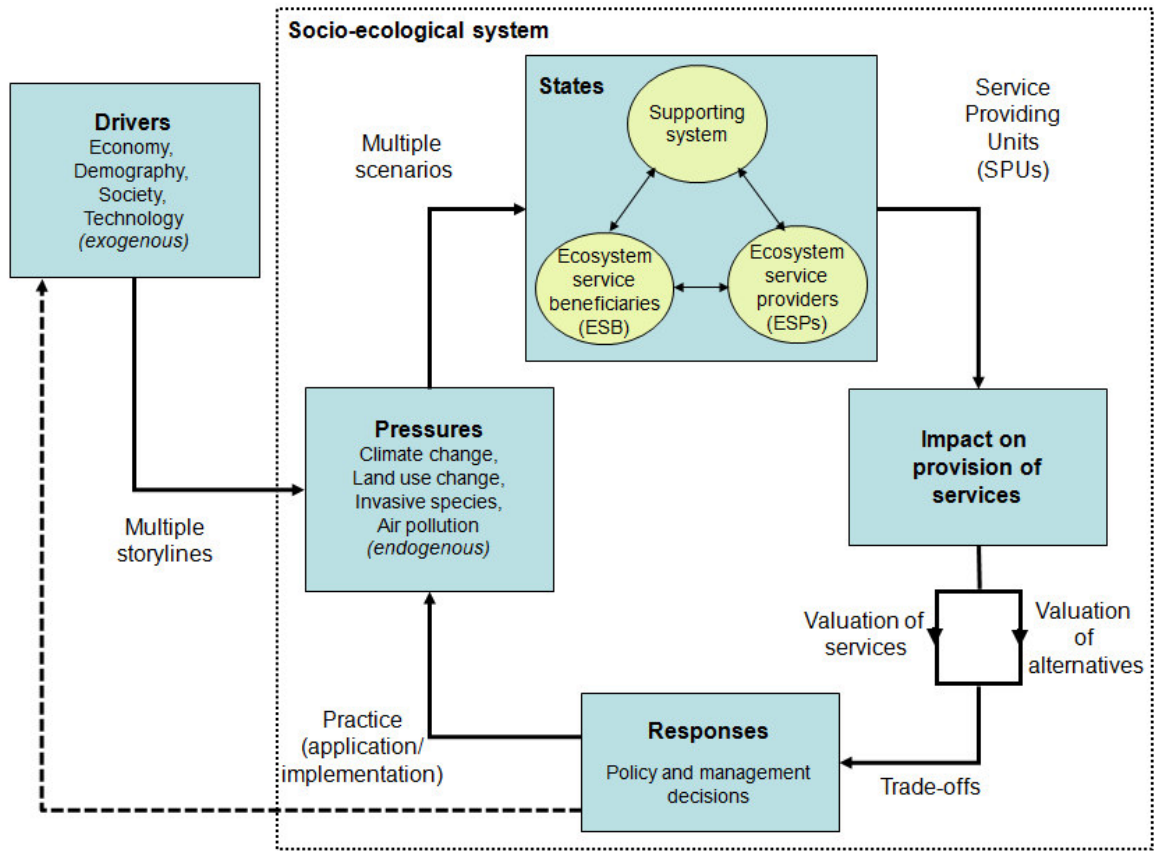 Socio-ecological system
Drivers
Economy,
Demography,
Society,
Technology
(exogenous)
Multiple
scenarios
States
Supporting
system
Ecosystem
service
beneficiaries
(ESB)
Ecosystem
service
providers
(ESPs)
Service
Providing
Units
(SPUs)
Multiple
storylines
Pressures
Climate change,
Land use change,
Invasive species,
Air pollution
(endogenous)
Impact on
provision of
services
Valuation of
services
Valuation
of
alternatives
Practice
(application/
implementation)
Responses
Policy and management
decisions
Trade-offs